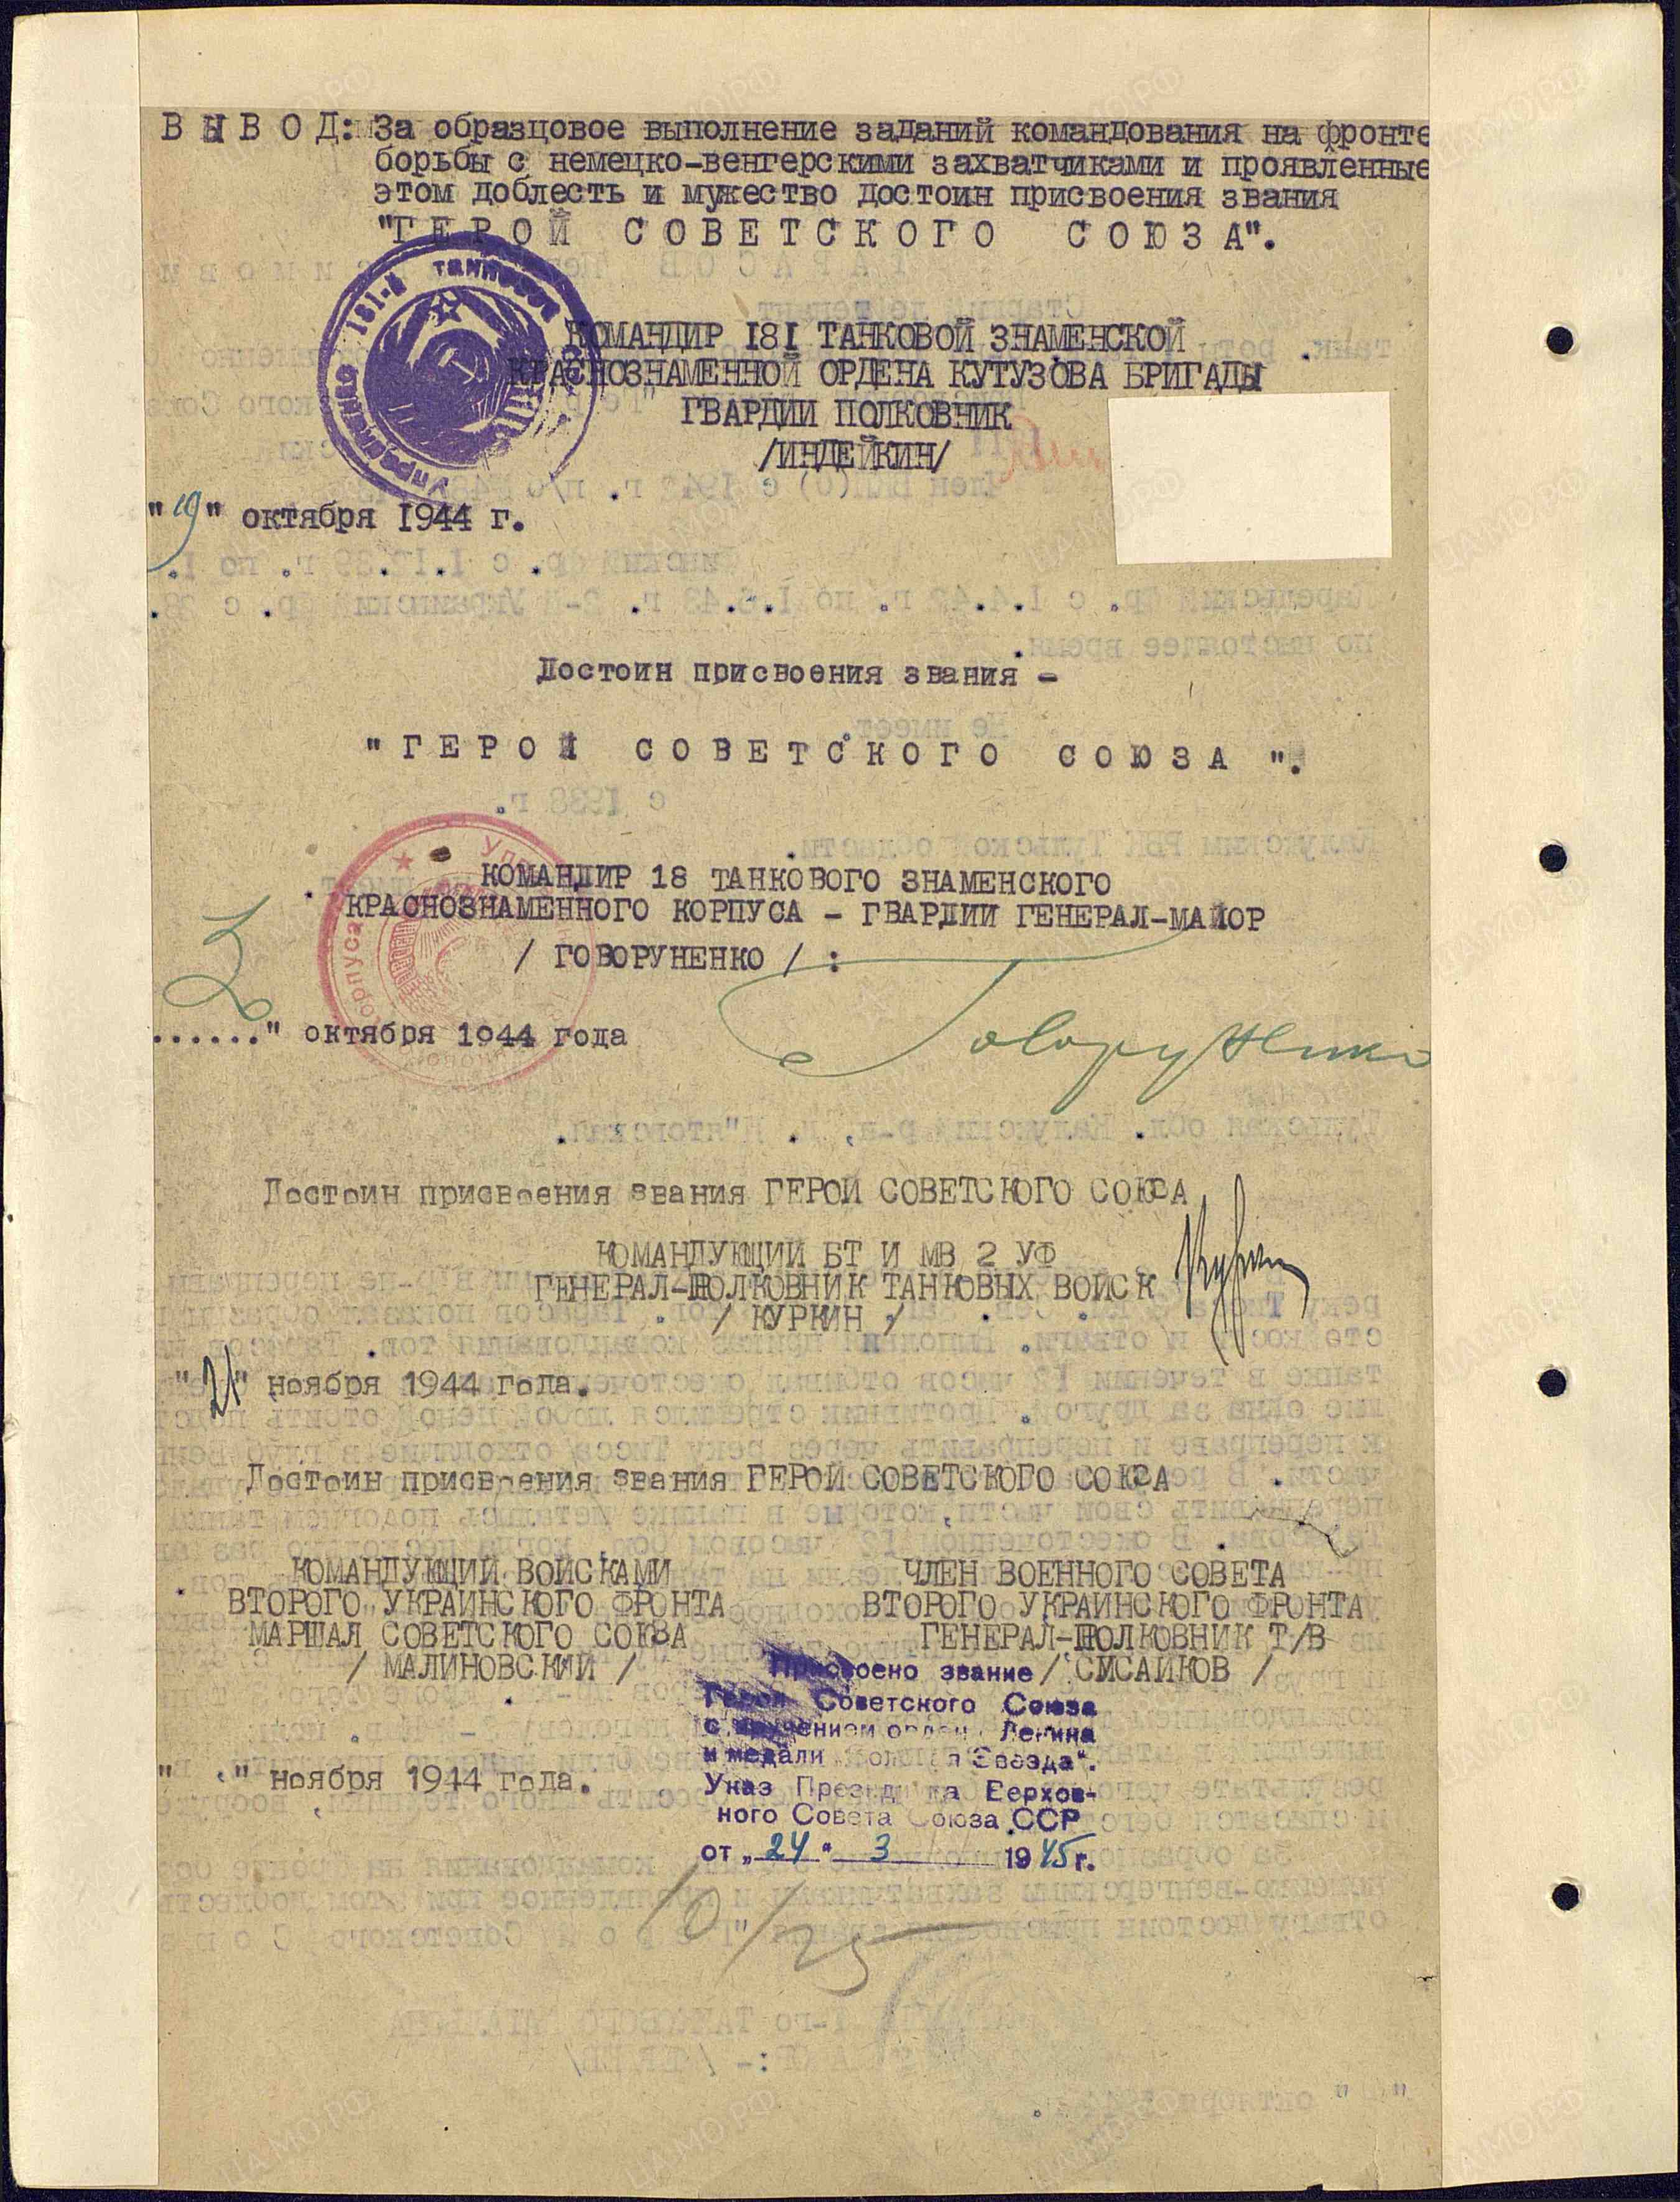 ВЫВОД: За образцовое выполнение заданий командования на фронте
борьбы с немецко-венгерскими захватчиками и проявленные
этом доблесть и мужество достоин присвоения звания
"ГЕРОЙ СОВЕТСКОГО СОЮЗА".
КОМАНДИР 181 ТАНКОВОЙ ЗНАМЕНСКОЙ
КРАСНОЗНАМЕННОЙ ОРДЕНА КУТУЗОВА БРИГАДЫ
ГВАРДИИ ПОЛКОВНИК
/ИНДЕЙКИН/
"19" октября 1944 г.
Достоин присвоения звания -
"ГЕРОЙ СОВЕТСКОГО СОЮЗА".
КОМАНДИР 18 ТАНКОВОГО ЗНАМЕНСКОГО
КРАСНОЗНАМЕННОГО КОРПУСА - ГВАРДИИ ГЕНЕРАЛ-МАЙОР
/ ГОВОРУНЕНКО / :
......" октября 1944 года
Достоин присвоения звания ГЕРОЙ СОВЕТСКОГО СОЮЗА
КОМАНДУЮЩИЙ БТ И МВ 2 УФ
ГЕНЕРАЛ-ПОЛКОВНИК ТАНКОВЫХ ВОЙСК
/ КУРКИН /
"21" ноября 1944 года.
Достоин присвоения звания ГЕРОЙ СОВЕТСКОГО СОЮЗА
КОМАНДУЮЩИЙ ВОЙСКАМИ
ВТОРОГО УКРАИНСКОГО ФРОНТА
МАРШАЛ СОВЕТСКОГО СОЮЗА
/ МАЛИНОВСКИЙ /
ЧЛЕН ВОЕННОГО СОВЕТА
ВТОРОГО УКРАИНСКОГО ФРОНТА
ГЕНЕРАЛ-ПОЛКОВНИК Т/В
/ СУСАЙКОВ /
" " ноября 1944 года.
Присвоено звание
Героя Советского Союза
с вручением орден. Ленина
и медали „Золотая Звезда".
Указ Президиума Верхов-
ного Совета Союза ССР
от „24" 3 1945 г.
10/25